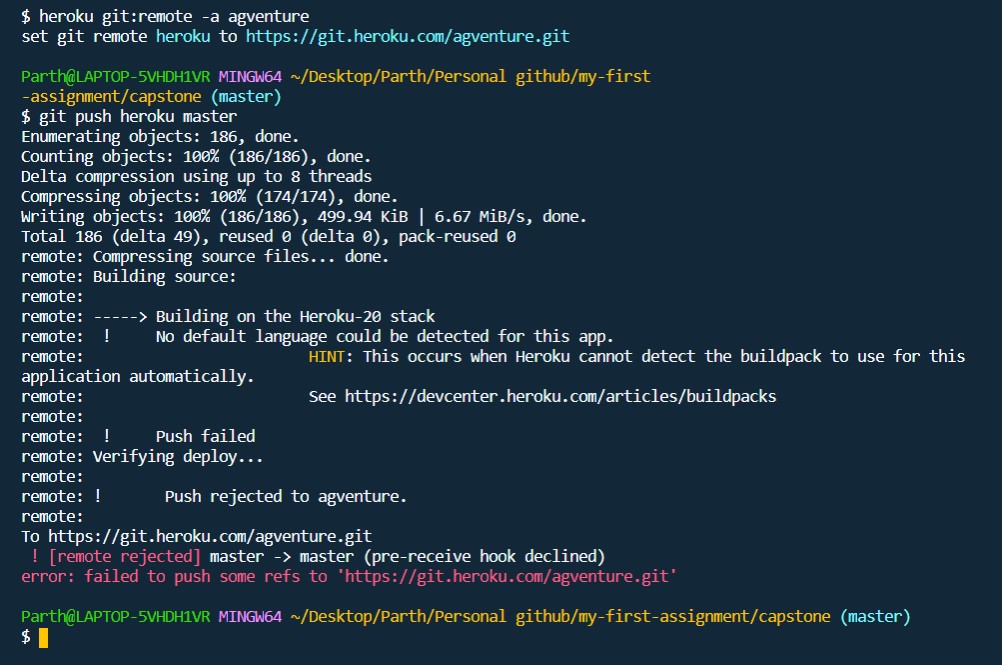 $ heroku git:remote -a agventure
set git remote heroku to https://git.heroku.com/agventure.git
Parth@LAPTOP-5VHDH1VR MINGW64 ~/Desktop/Parth/Personal github/my-first
-assignment/capstone (master)
$ git push heroku master
Enumerating objects: 186, done.
Counting objects: 100% (186/186), done.
Delta compression using up to 8 threads
Compressing objects: 100% (174/174), done.
Writing objects: 100% (186/186), 499.94 KiB | 6.67 MiB/s, done.
Total 186 (delta 49), reused 0 (delta 0), pack-reused 0
remote: Compressing source files... done.
remote: Building source:
remote:
remote: -----> Building on the Heroku-20 stack
remote:  !     No default language could be detected for this app.
remote:                         HINT: This occurs when Heroku cannot detect the buildpack to use for this
application automatically.
remote:                         See https://devcenter.heroku.com/articles/buildpacks
remote:
remote:  !     Push failed
remote: Verifying deploy...
remote:
remote: !       Push rejected to agventure.
remote:
To https://git.heroku.com/agventure.git
 ! [remote rejected] master -> master (pre-receive hook declined)
error: failed to push some refs to 'https://git.heroku.com/agventure.git'
Parth@LAPTOP-5VHDH1VR MINGW64 ~/Desktop/Parth/Personal github/my-first-assignment/capstone (master)
$